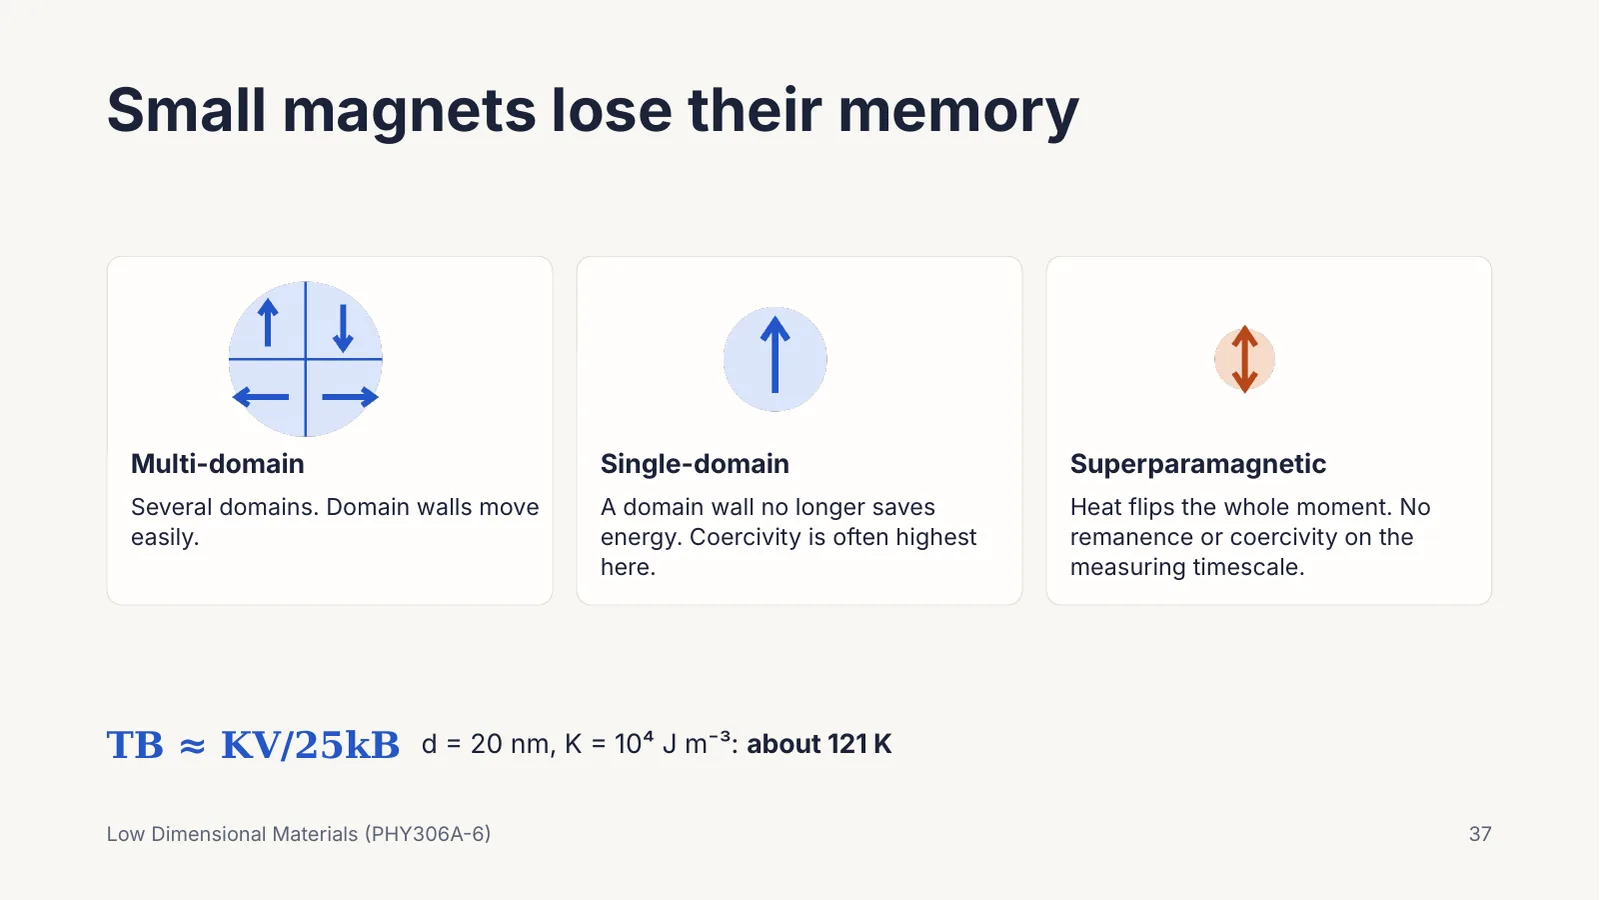 Small magnets lose their memory
Multi-domain
Several domains. Domain walls move
easily.
Single-domain
A domain wall no longer saves
energy. Coercivity is often highest
here.
Superparamagnetic
Heat flips the whole moment. No
remanence or coercivity on the
measuring timescale.
TB ≈ KV/25kB d = 20 nm, K = 10⁴ J m⁻³: about 121 K
Low Dimensional Materials (PHY306A-6)
37